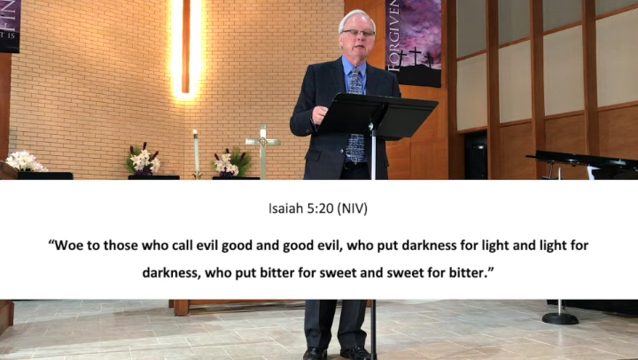 FORGIVEN
Isaiah 5:20 (NIV)
“Woe to those who call evil good and good evil, who put darkness for light and light for
darkness, who put bitter for sweet and sweet for bitter.”